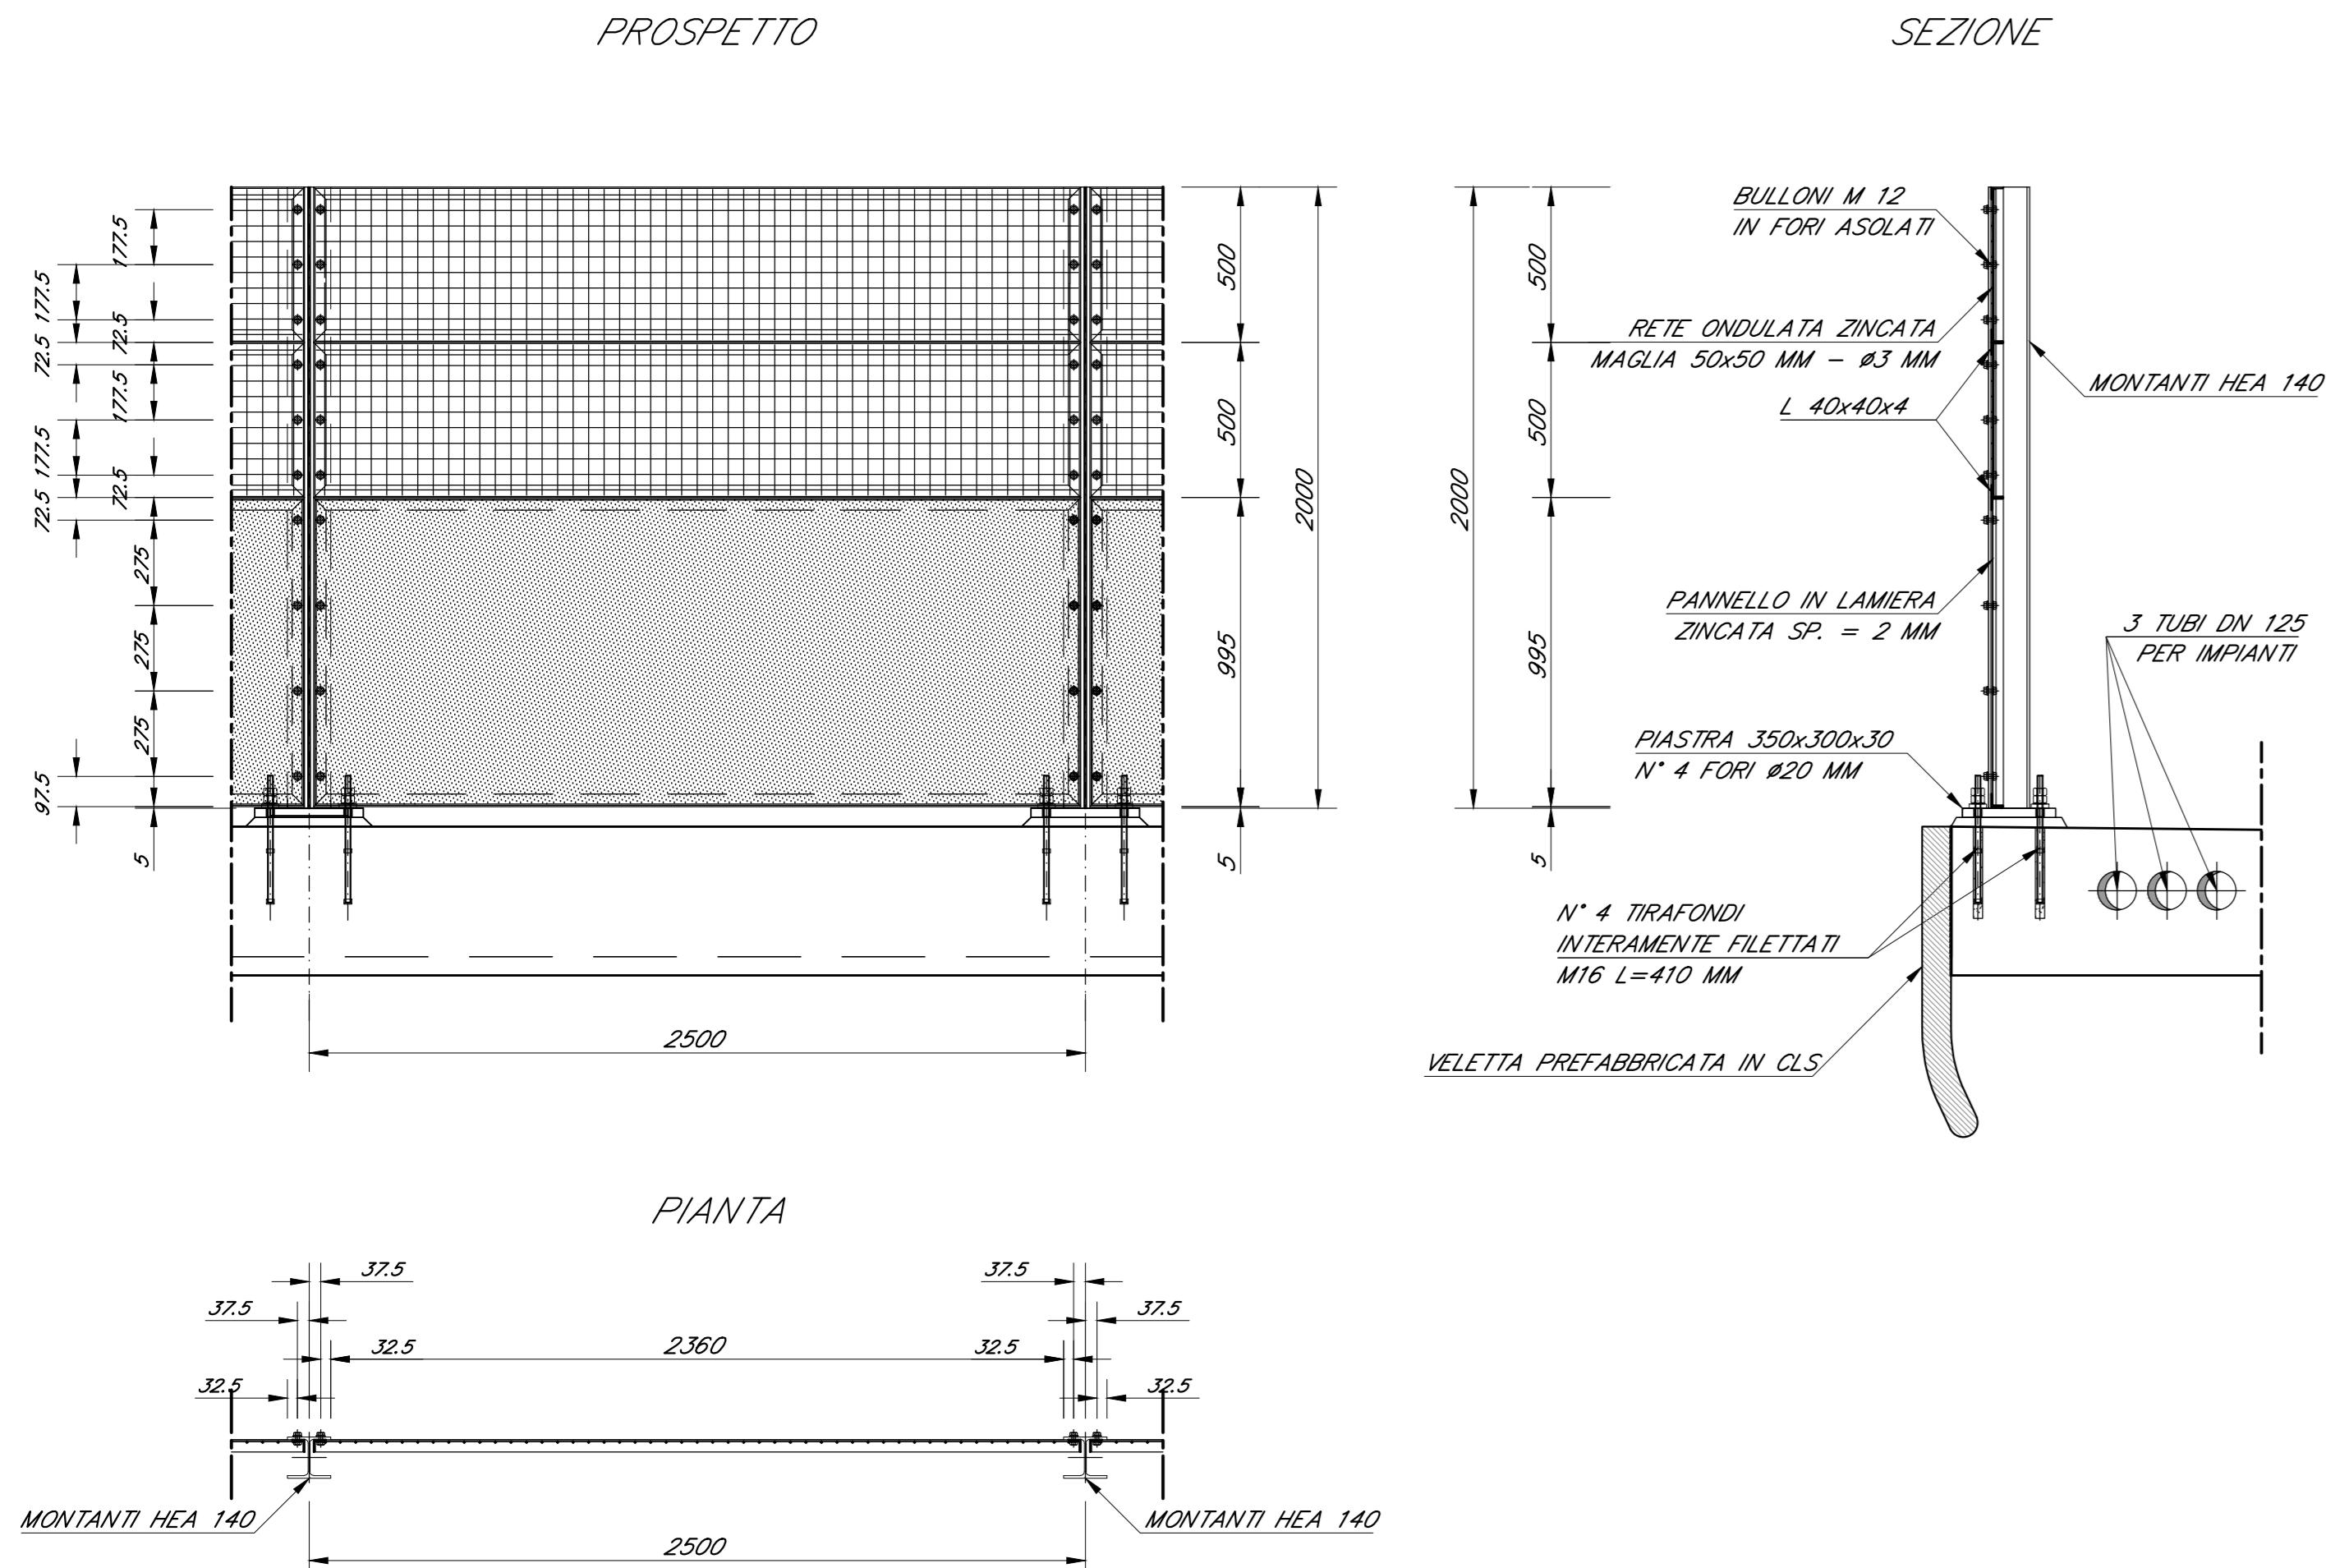 PROSPETTO
SEZIONE
177.5
177.5
72.5
72.5
177.5
177.5
72.5
72.5
275
275
275
97.5
5
500
500
995
5
2000
2500
2000
500
500
995
5
BULLONI M 12
IN FORI ASOLATI
RETE ONDULATA ZINCATA
MAGLIA 50x50 MM - ø3 MM
L 40x40x4
MONTANTI HEA 140
PANNELLO IN LAMIERA
ZINCATA SP. = 2 MM
3 TUBI DN 125
PER IMPIANTI
PIASTRA 350x300x30
N° 4 FORI ø20 MM
N° 4 TIRAFONDI
INTERAMENTE FILETTATI
M16 L=410 MM
VELETTA PREFABBRICATA IN CLS
PIANTA
37.5
37.5
37.5
37.5
32.5
2360
32.5
32.5
32.5
MONTANTI HEA 140
MONTANTI HEA 140
2500